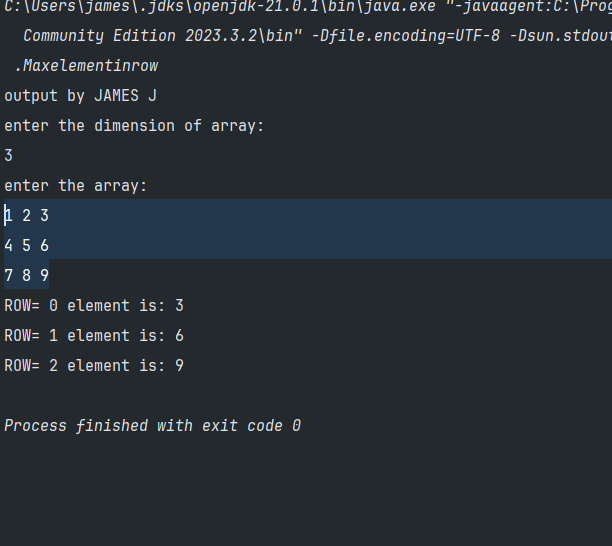 C:\Users\james\.jdks\openjdk-21.0.1\bin\java.exe "-javaagent:C:\Prog
Community Edition 2023.3.2\bin" -Dfile.encoding=UTF-8 -Dsun.stdout
.Maxelementinrow
output by JAMES J
enter the dimension of array:
3
enter the array:
1 2 3
4 5 6
7 8 9
ROW= 0 element is: 3
ROW= 1 element is: 6
ROW= 2 element is: 9
Process finished with exit code 0